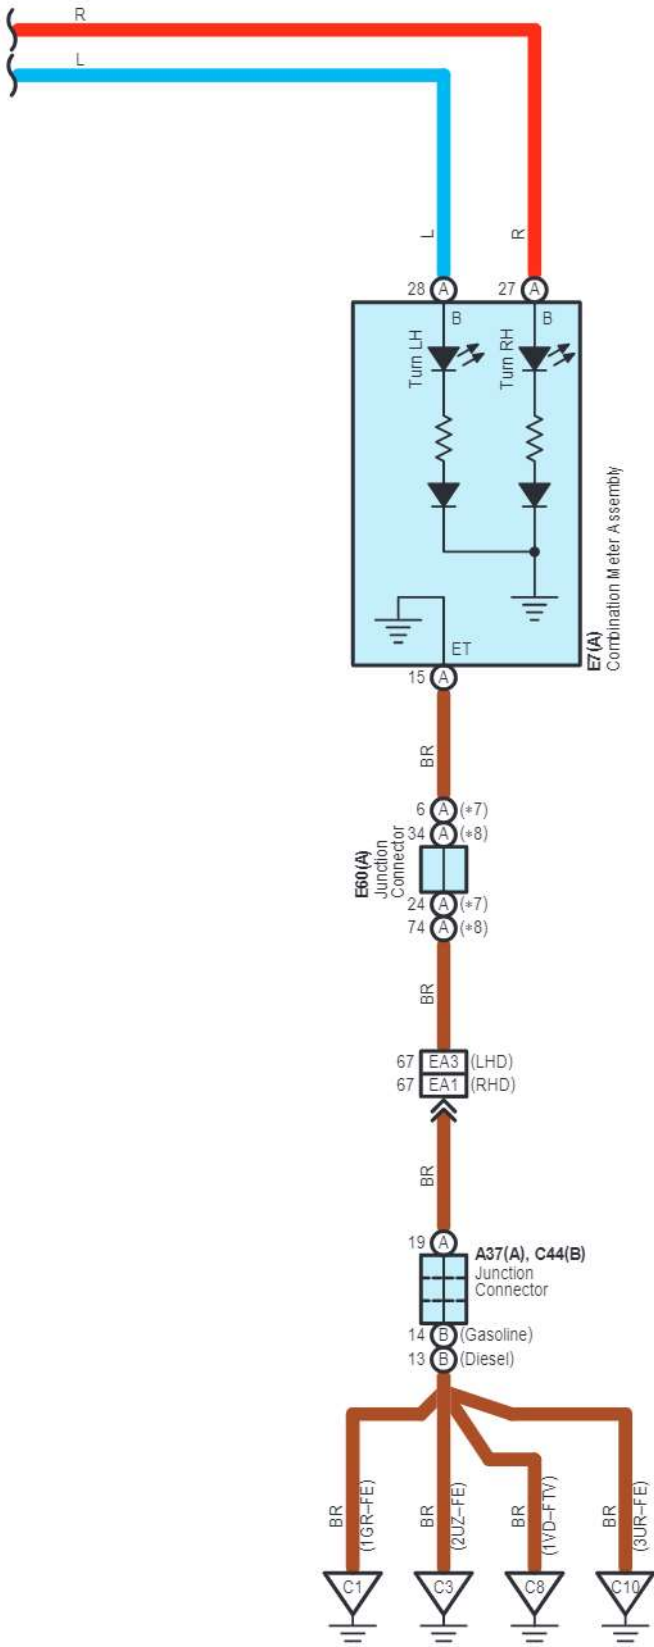 R
L
L
R
28 A
27 A
B
B
Turn LH
Turn RH
E7(A)
Combination Meter Assembly
ET
15 A
BR
6 A (*7)
34 A (*8)
E60(A)
Junction
Connector
24 A (*7)
74 A (*8)
BR
67 EA3 (LHD)
67 EA1 (RHD)
BR
19 A
A37(A), C44(B)
Junction
Connector
14 B (Gasoline)
13 B (Diesel)
BR
(1GR-FE)
BR
(2UZ-FE)
BR
(1VD-FTV)
BR
(3UR-FE)
C1
C3
C8
C10